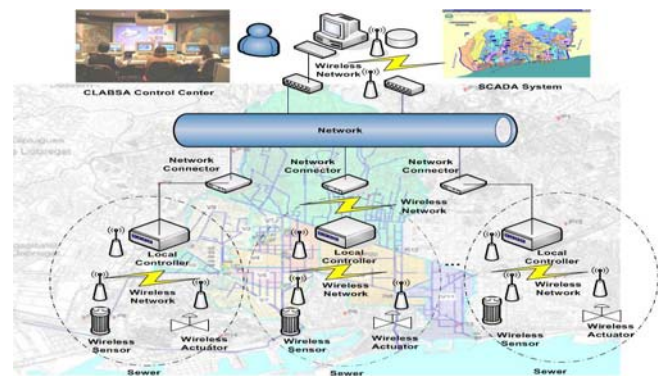 Wireless
Network
CLABSA Control Center
SCADA System
Network
Network
Connector
Network
Connector
Network
Connector
Wireless
Network
Local
Controller
Local
Controller
Local
Controller
...
Wireless
Network
Wireless
Network
Wireless
Network
Wireless
Sensor
Wireless
Actuator
Wireless
Sensor
Wireless
Actuator
Wireless
Sensor
Wireless
Actuator
Sewer
Sewer
Sewer